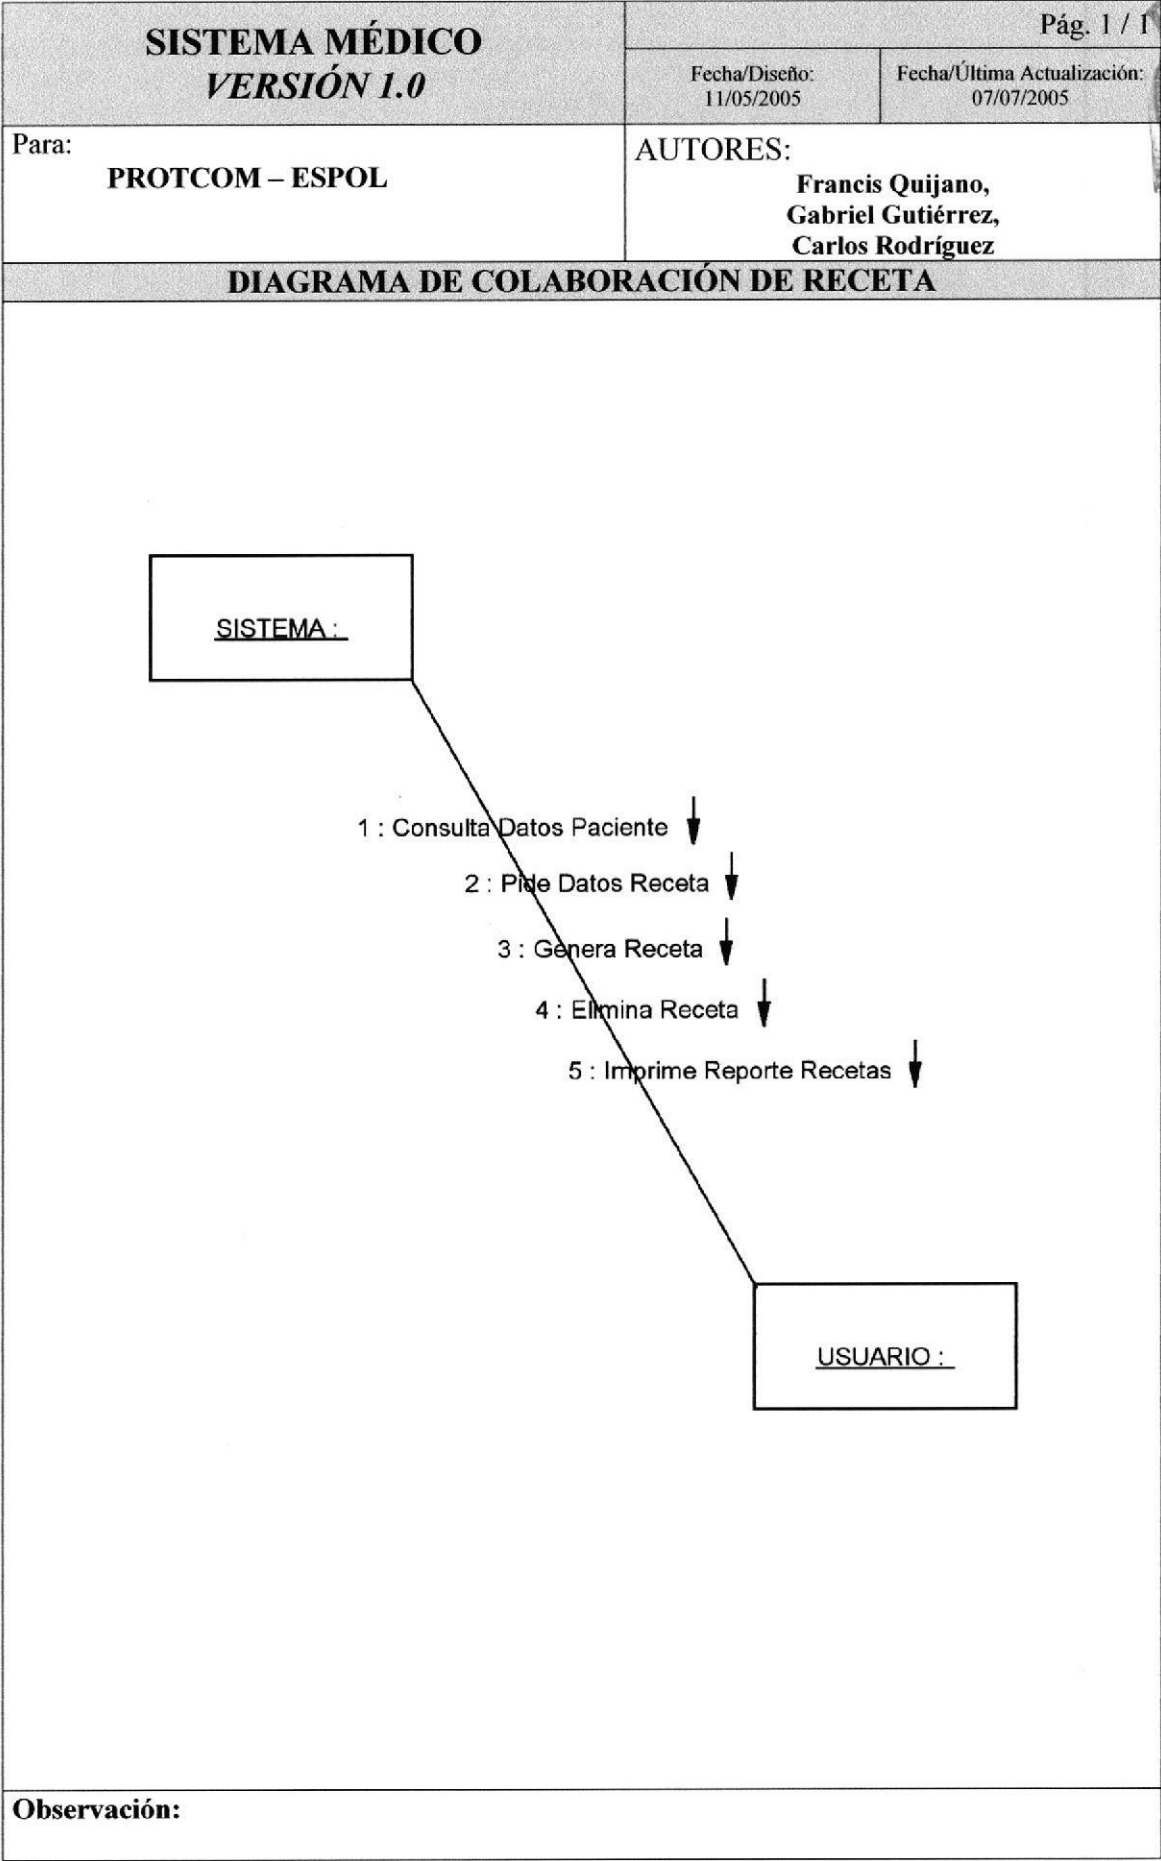 SISTEMA MÉDICO
VERSIÓN 1.0
Pág. 1 / 1
Fecha/Diseño:
11/05/2005
Fecha/Última Actualización:
07/07/2005
Para:
PROTCOM – ESPOL
AUTORES:
Francis Quijano,
Gabriel Gutiérrez,
Carlos Rodríguez
DIAGRAMA DE COLABORACIÓN DE RECETA
SISTEMA :
1 : Consulta Datos Paciente
2 : Pide Datos Receta
3 : Genera Receta
4 : Elimina Receta
5 : Imprime Reporte Recetas
USUARIO :
Observación: